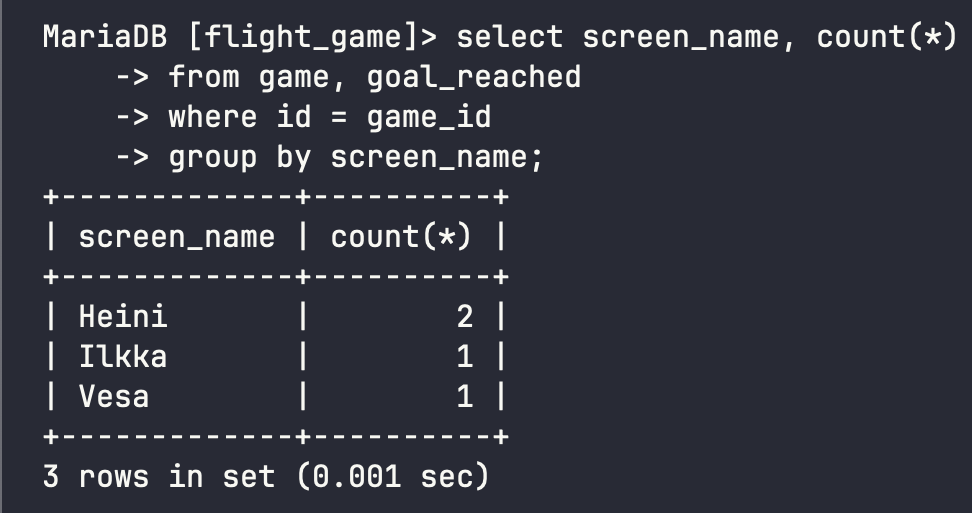 MariaDB [flight_game]> select screen_name, count(*)
    -> from game, goal_reached
    -> where id = game_id
    -> group by screen_name;
+-------------+----------+
| screen_name | count(*) |
+-------------+----------+
| Heini       |        2 |
| Ilkka       |        1 |
| Vesa        |        1 |
+-------------+----------+
3 rows in set (0.001 sec)